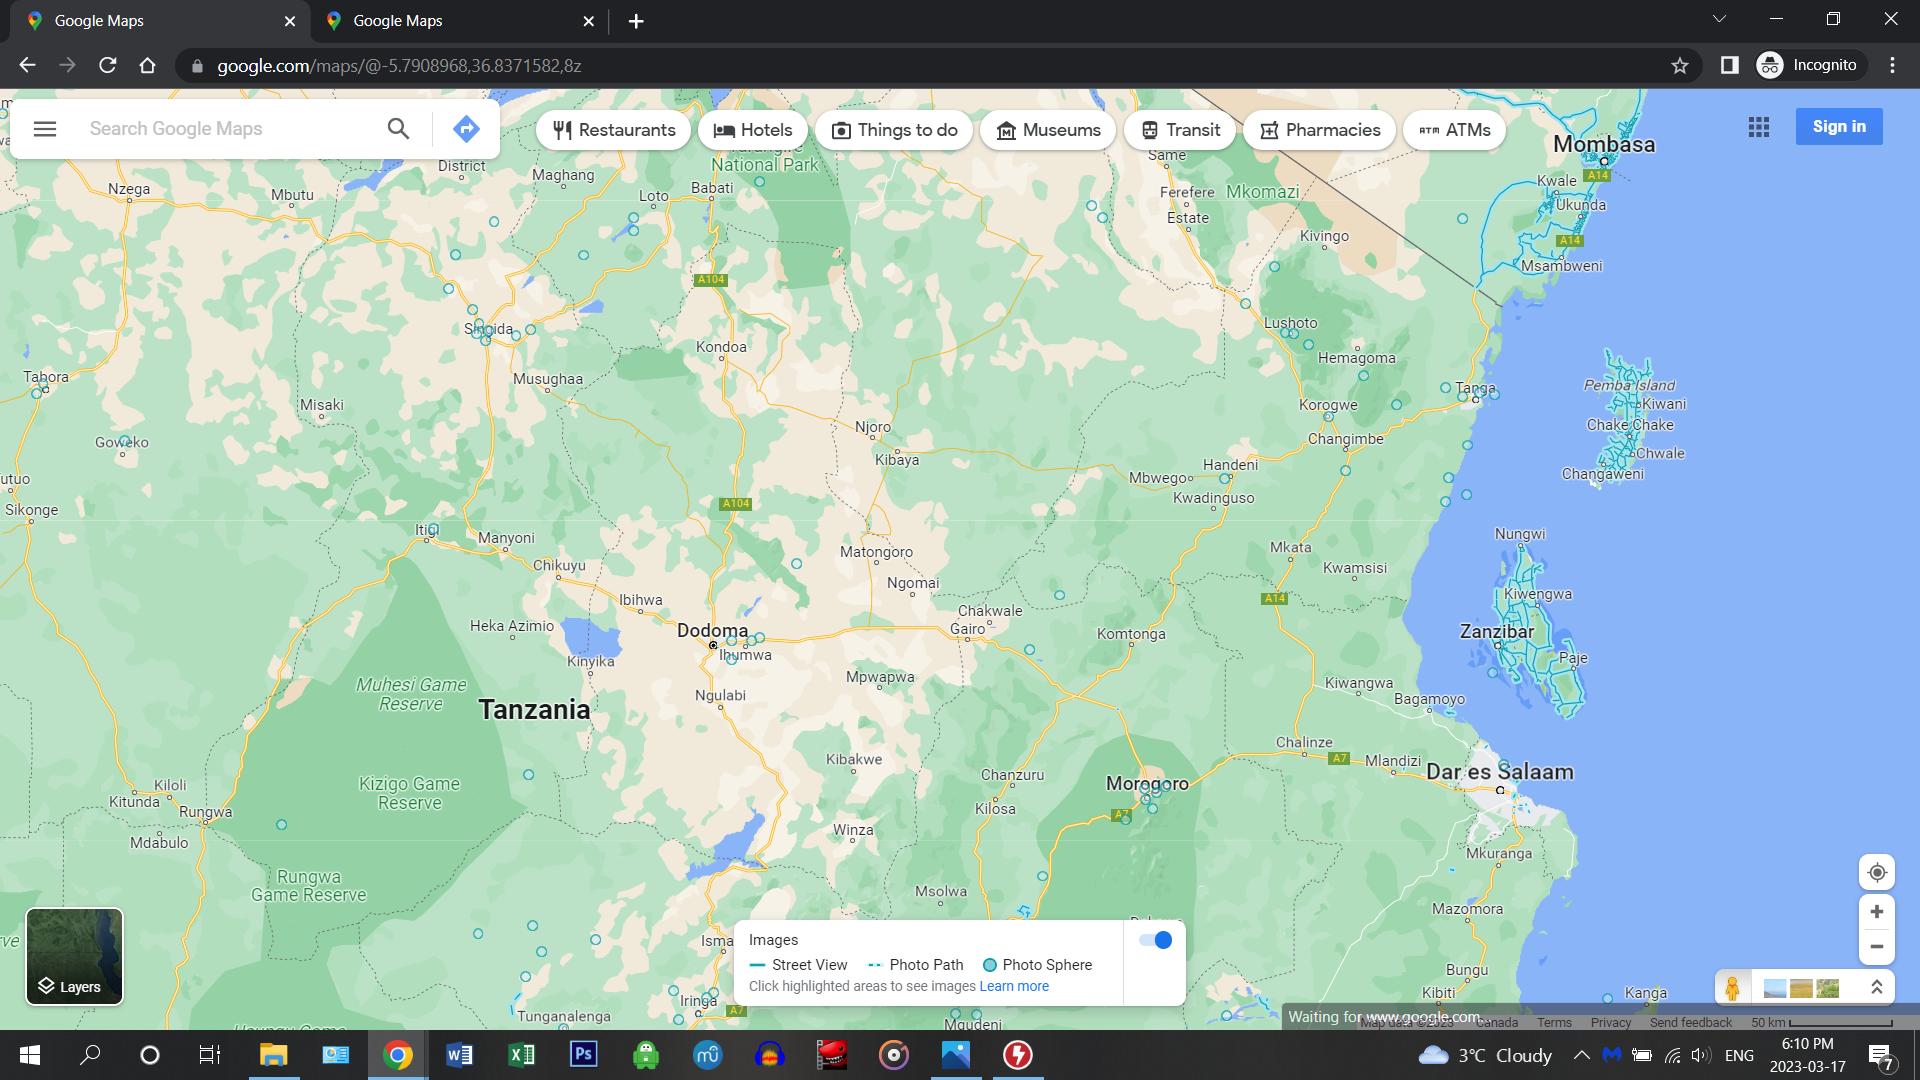 Google Maps
Google Maps
google.com/maps/@-5.7908968,36.8371582,8z
Incognito
Search Google Maps
Restaurants
Hotels
Things to do
Museums
Transit
Pharmacies
ATMs
Sign in
Mombasa
A14
National Park
District
Maghang
Same
Nzega
Mbutu
Loto
Babati
Ferefere
Estate
Mkomazi
Kwale
Ukunda
Kivingo
A14
Msambweni
A104
Singida
Lushoto
Kondoa
Hemagoma
Tabora
Musughaa
Tanga
Pemba Island
Misaki
Korogwe
Kiwani
Chake Chake
Goweko
Njoro
Changimbe
Kibaya
Chwale
utuo
Mbwego
Handeni
Changaweni
Kwadinguso
Sikonge
A104
Itigi
Manyoni
Nungwi
Matongoro
Mkata
Chikuyu
Kwamsisi
Ngomai
Ibihwa
A14
Kiwengwa
Heka Azimio
Chakwale
Dodoma
Gairo
Komtonga
Zanzibar
Ihumwa
Kinyika
Paje
Muhesi Game
Reserve
Ngulabi
Mpwapwa
Kiwangwa
Bagamoyo
Tanzania
Chalinze
A7
Mlandizi
Dar es Salaam
Kibakwe
Chanzuru
Morogoro
Kizigo Game
Reserve
Kiloli
Kitunda
Rungwa
Kilosa
A7
Mdabulo
Winza
Mkuranga
Rungwa
Game Reserve
Msolwa
Mazomora
Isma
Images
Street View
Photo Path
Photo Sphere
Click highlighted areas to see images Learn more
Layers
Bungu
Kibiti
Kanga
Iringa
A7
Tunganalenga
Mgudeni
Waiting for www.google.com...
Map data ©2023
Canada
Terms
Privacy
Send feedback
50 km
3°C Cloudy
ENG
6:10 PM
2023-03-17
7